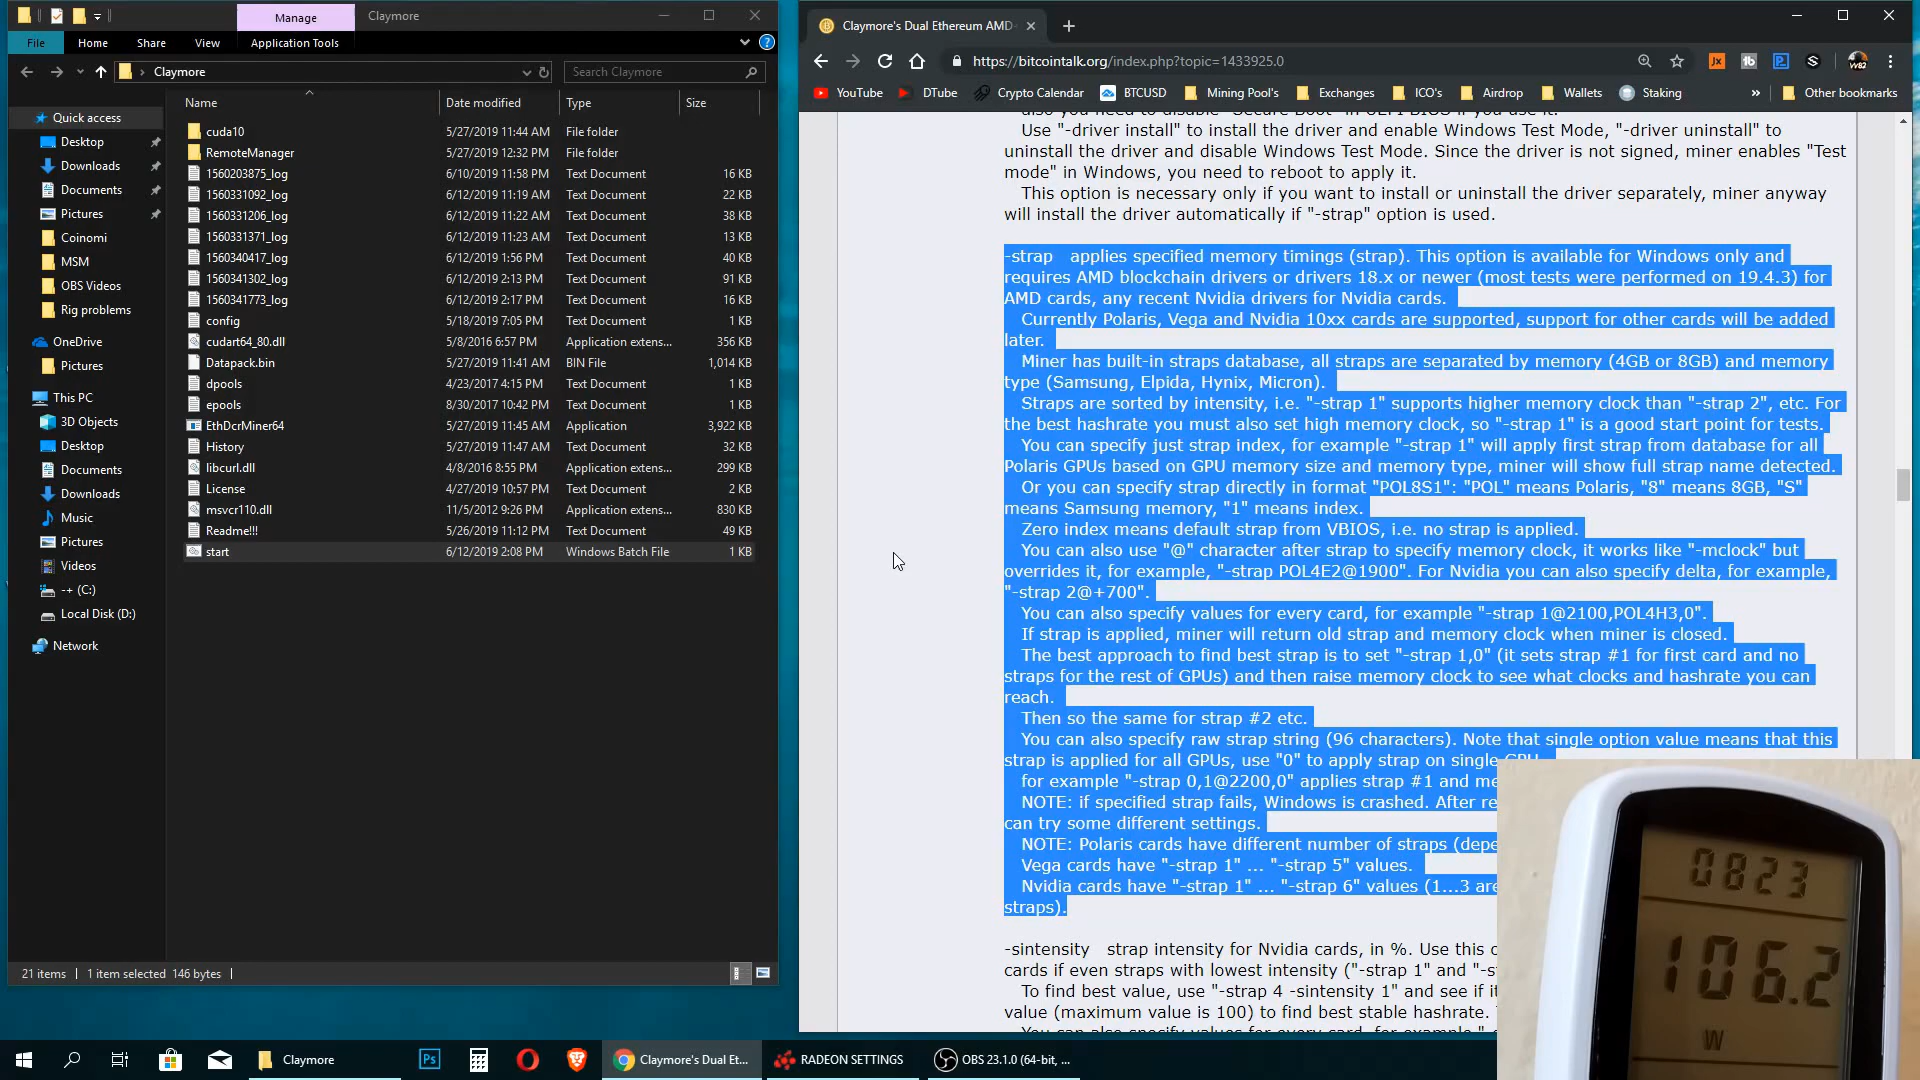 Manage
Claymore
File
Home
Share
View
Application Tools
Claymore
Search Claymore
Name
Date modified
Type
Size
Quick access
Desktop
Downloads
Documents
Pictures
Coinomi
MSM
OBS Videos
Rig problems
OneDrive
Pictures
This PC
3D Objects
Desktop
Documents
Downloads
Music
Pictures
Videos
-+ (C:)
Local Disk (D:)
Network
cuda10 5/27/2019 11:44 AM File folder
RemoteManager 5/27/2019 12:32 PM File folder
1560203875_log 6/10/2019 11:58 PM Text Document 16 KB
1560331092_log 6/12/2019 11:19 AM Text Document 22 KB
1560331206_log 6/12/2019 11:22 AM Text Document 38 KB
1560331371_log 6/12/2019 11:23 AM Text Document 13 KB
1560340417_log 6/12/2019 1:56 PM Text Document 40 KB
1560341302_log 6/12/2019 2:13 PM Text Document 91 KB
1560341773_log 6/12/2019 2:17 PM Text Document 16 KB
config 5/18/2019 7:05 PM Text Document 1 KB
cudart64_80.dll 5/8/2016 6:57 PM Application extens... 356 KB
Datapack.bin 5/27/2019 11:41 AM BIN File 1,014 KB
dpools 4/23/2017 4:15 PM Text Document 1 KB
epools 8/30/2017 10:42 PM Text Document 1 KB
EthDcrMiner64 5/27/2019 11:45 AM Application 3,922 KB
History 5/27/2019 11:47 AM Text Document 32 KB
libcurl.dll 4/8/2016 8:55 PM Application extens... 299 KB
License 4/27/2019 10:57 PM Text Document 2 KB
msvcr110.dll 11/5/2012 9:26 PM Application extens... 830 KB
Readme!!! 5/26/2019 11:12 PM Text Document 49 KB
start 6/12/2019 2:08 PM Windows Batch File 1 KB
21 items 1 item selected 146 bytes
Claymore's Dual Ethereum AMD
https://bitcointalk.org/index.php?topic=1433925.0
YouTube
DTube
Crypto Calendar
BTCUSD
Mining Pool's
Exchanges
ICO's
Airdrop
Wallets
Staking
»
Other bookmarks
also you need to disable "Secure Boot" in UEFI BIOS if you use it.
Use "-driver install" to install the driver and enable Windows Test Mode, "-driver uninstall" to
uninstall the driver and disable Windows Test Mode. Since the driver is not signed, miner enables "Test
mode" in Windows, you need to reboot to apply it.
This option is necessary only if you want to install or uninstall the driver separately, miner anyway
will install the driver automatically if "-strap" option is used.
-strap applies specified memory timings (strap). This option is available for Windows only and
requires AMD blockchain drivers or drivers 18.x or newer (most tests were performed on 19.4.3) for
AMD cards, any recent Nvidia drivers for Nvidia cards.
Currently Polaris, Vega and Nvidia 10xx cards are supported, support for other cards will be added
later.
Miner has built-in straps database, all straps are separated by memory (4GB or 8GB) and memory
type (Samsung, Elpida, Hynix, Micron).
Straps are sorted by intensity, i.e. "-strap 1" supports higher memory clock than "-strap 2", etc. For
the best hashrate you must also set high memory clock, so "-strap 1" is a good start point for tests.
You can specify just strap index, for example "-strap 1" will apply first strap from database for all
Polaris GPUs based on GPU memory size and memory type, miner will show full strap name detected.
Or you can specify strap directly in format "POL8S1": "POL" means Polaris, "8" means 8GB, "S"
means Samsung memory, "1" means index.
Zero index means default strap from VBIOS, i.e. no strap is applied.
You can also use "@" character after strap to specify memory clock, it works like "-mclock" but
overrides it, for example, "-strap POL4E2@1900". For Nvidia you can also specify delta, for example,
"-strap 2@+700".
You can also specify values for every card, for example "-strap 1@2100,POL4H3,0".
If strap is applied, miner will return old strap and memory clock when miner is closed.
The best approach to find best strap is to set "-strap 1,0" (it sets strap #1 for first card and no
straps for the rest of GPUs) and then raise memory clock to see what clocks and hashrate you can
reach.
Then so the same for strap #2 etc.
You can also specify raw strap string (96 characters). Note that single option value means that this
strap is applied for all GPUs, use "0" to apply strap on single GPU
for example "-strap 0,1@2200,0" applies strap #1 and me
NOTE: if specified strap fails, Windows is crashed. After re
can try some different settings.
NOTE: Polaris cards have different number of straps (depe
Vega cards have "-strap 1" ... "-strap 5" values.
Nvidia cards have "-strap 1" ... "-strap 6" values (1...3 are
straps).
-sintensity strap intensity for Nvidia cards, in %. Use this o
cards if even straps with lowest intensity ("-strap 1" and "-s
To find best value, use "-strap 4 -sintensity 1" and see if it
value (maximum value is 100) to find best stable hashrate.
0823
106.2
W
Claymore
Ps
Claymore's Dual Et...
RADEON SETTINGS
OBS 23.1.0 (64-bit, ...